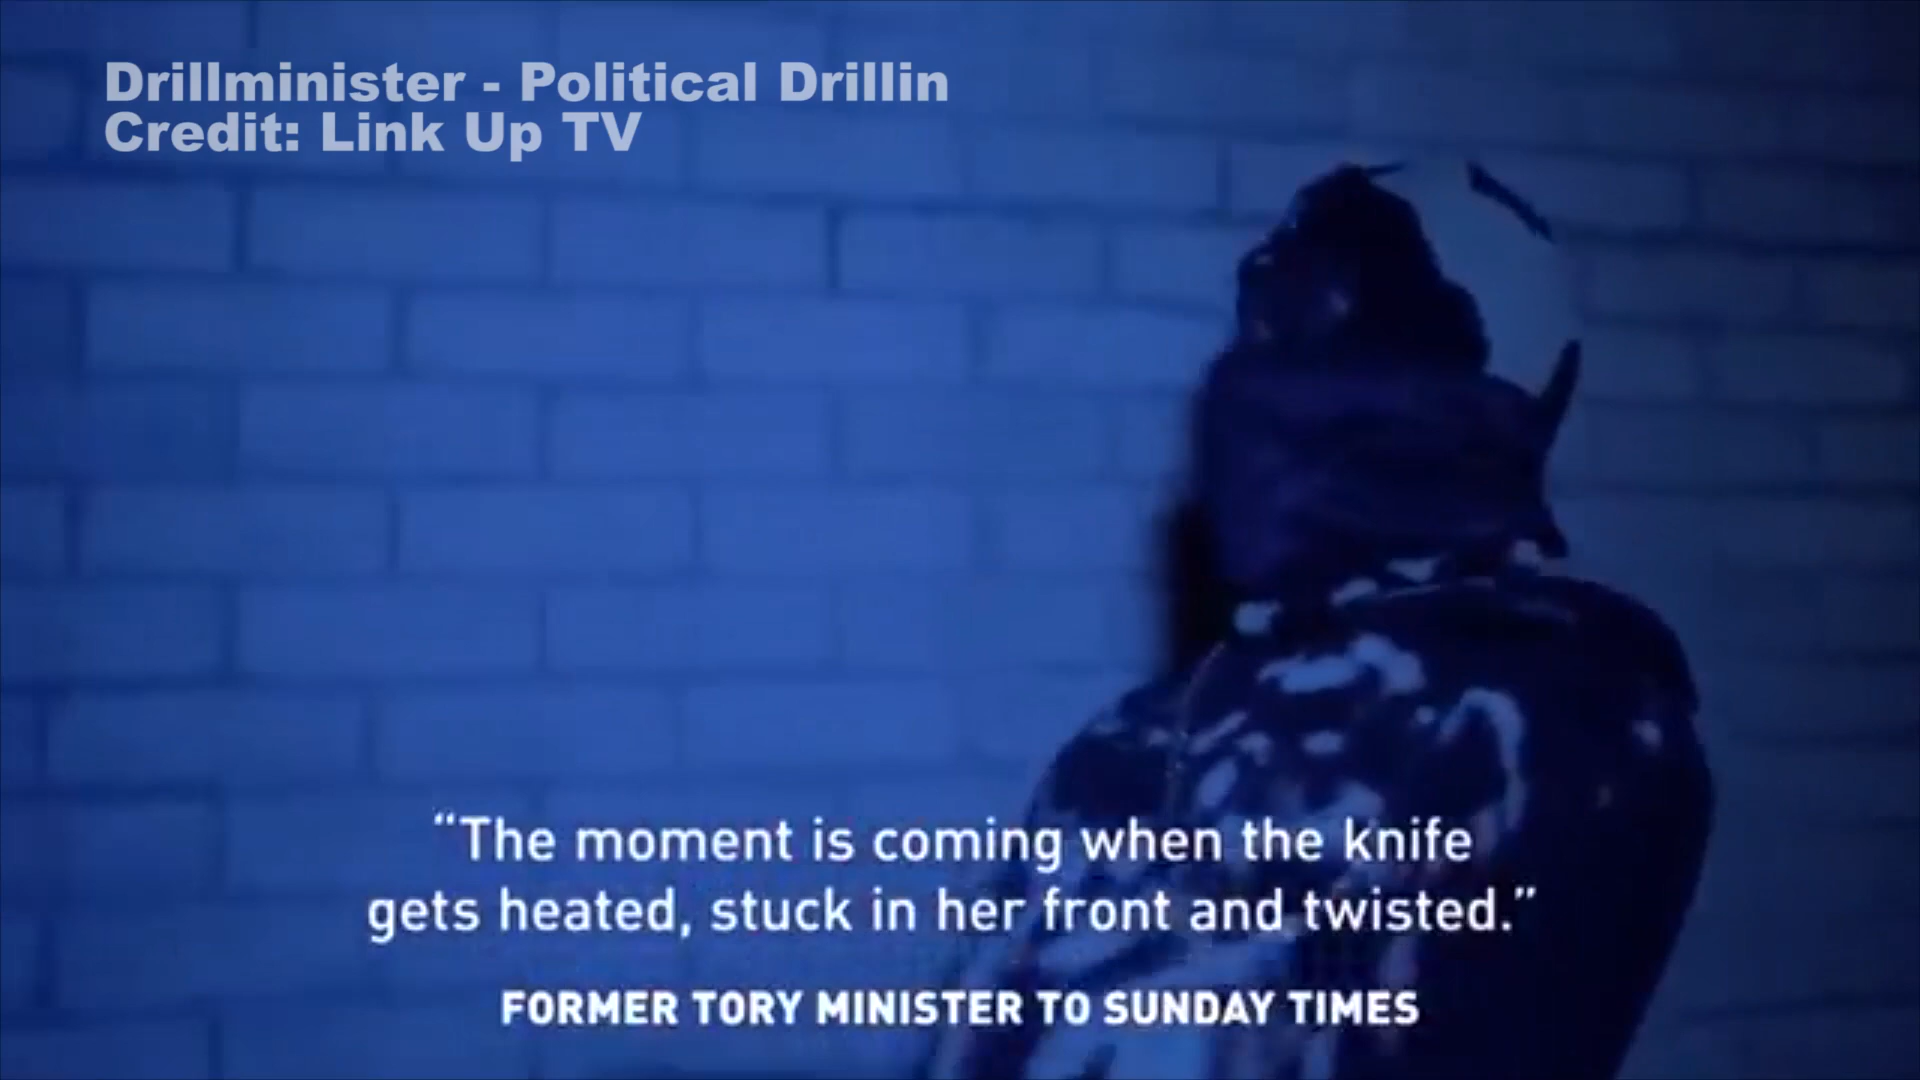 Drillminister - Political Drillin
Credit: Link Up TV
“The moment is coming when the knife
gets heated, stuck in her front and twisted.”
FORMER TORY MINISTER TO SUNDAY TIMES